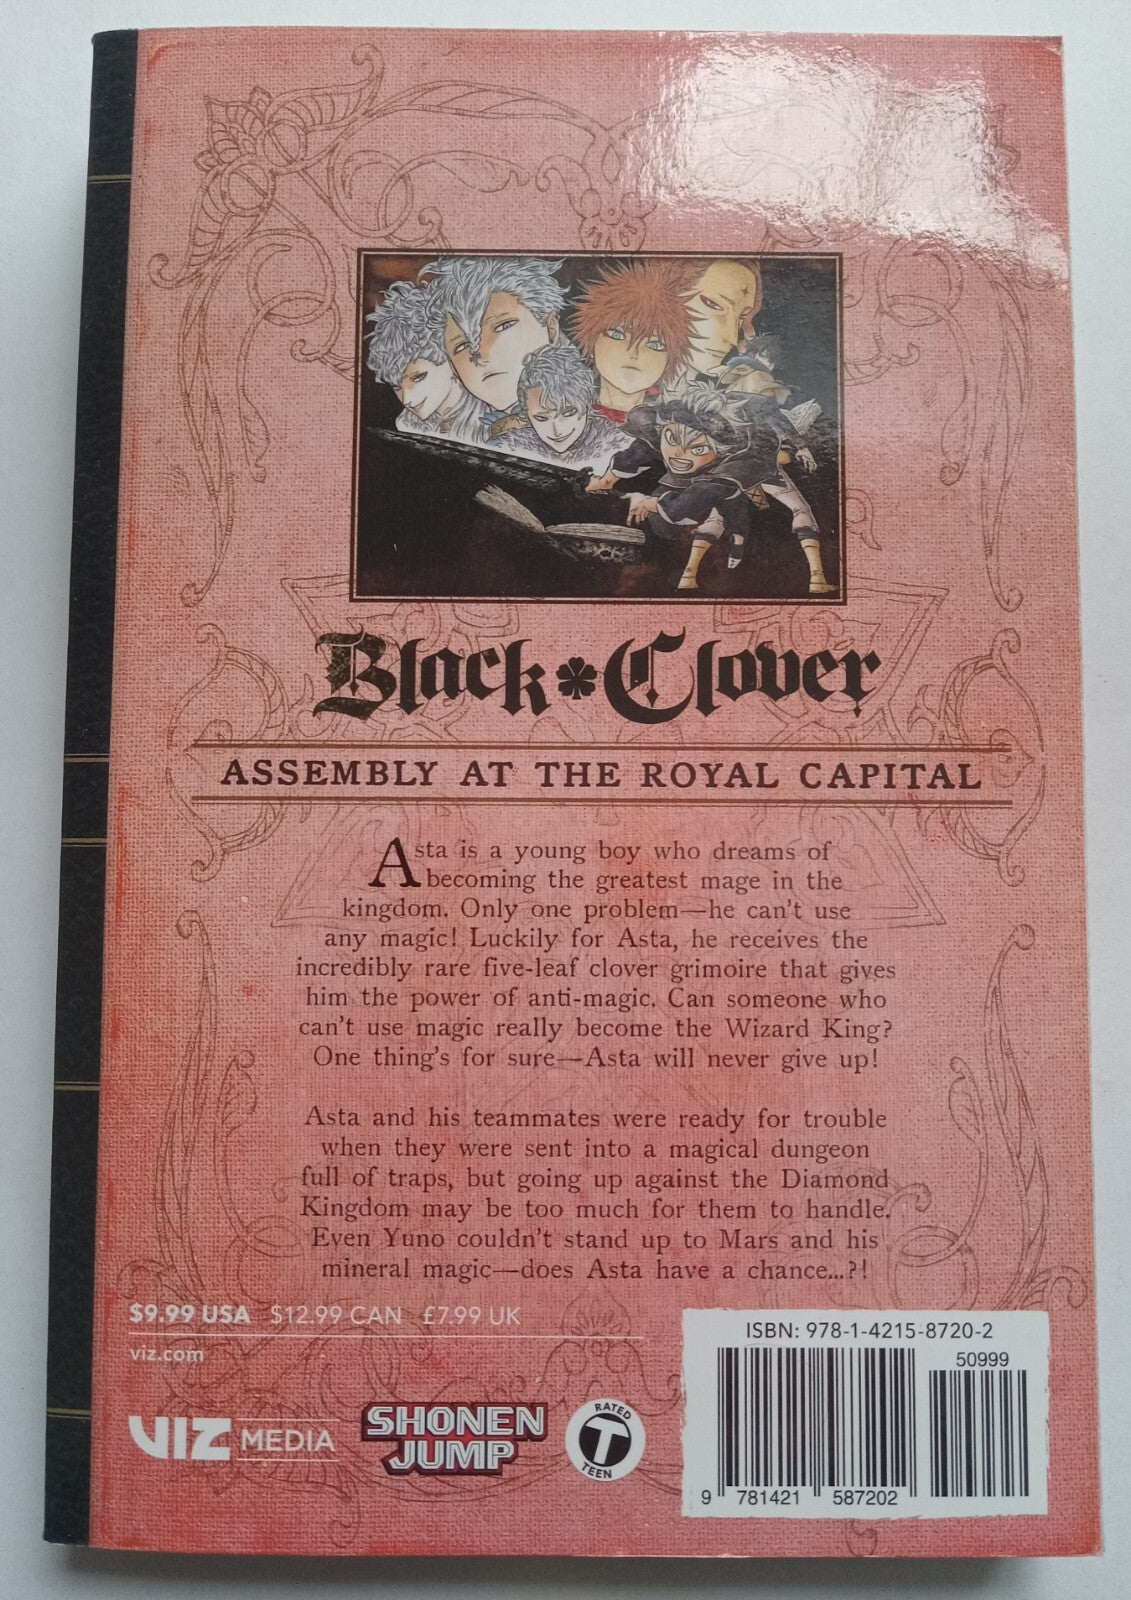 Black Clover
ASSEMBLY AT THE ROYAL CAPITAL
Asta is a young boy who dreams of
becoming the greatest mage in the
kingdom. Only one problem—he can't use
any magic! Luckily for Asta, he receives the
incredibly rare five-leaf clover grimoire that gives
him the power of anti-magic. Can someone who
can't use magic really become the Wizard King?
One thing's for sure—Asta will never give up!
Asta and his teammates were ready for trouble
when they were sent into a magical dungeon
full of traps, but going up against the Diamond
Kingdom may be too much for them to handle.
Even Yuno couldn't stand up to Mars and his
mineral magic—does Asta have a chance...?!
$9.99 USA $12.99 CAN £7.99 UK
viz.com
VIZ MEDIA
SHONEN
JUMP
RATED
T
TEEN
ISBN: 978-1-4215-8720-2
50999
9 781421 587202